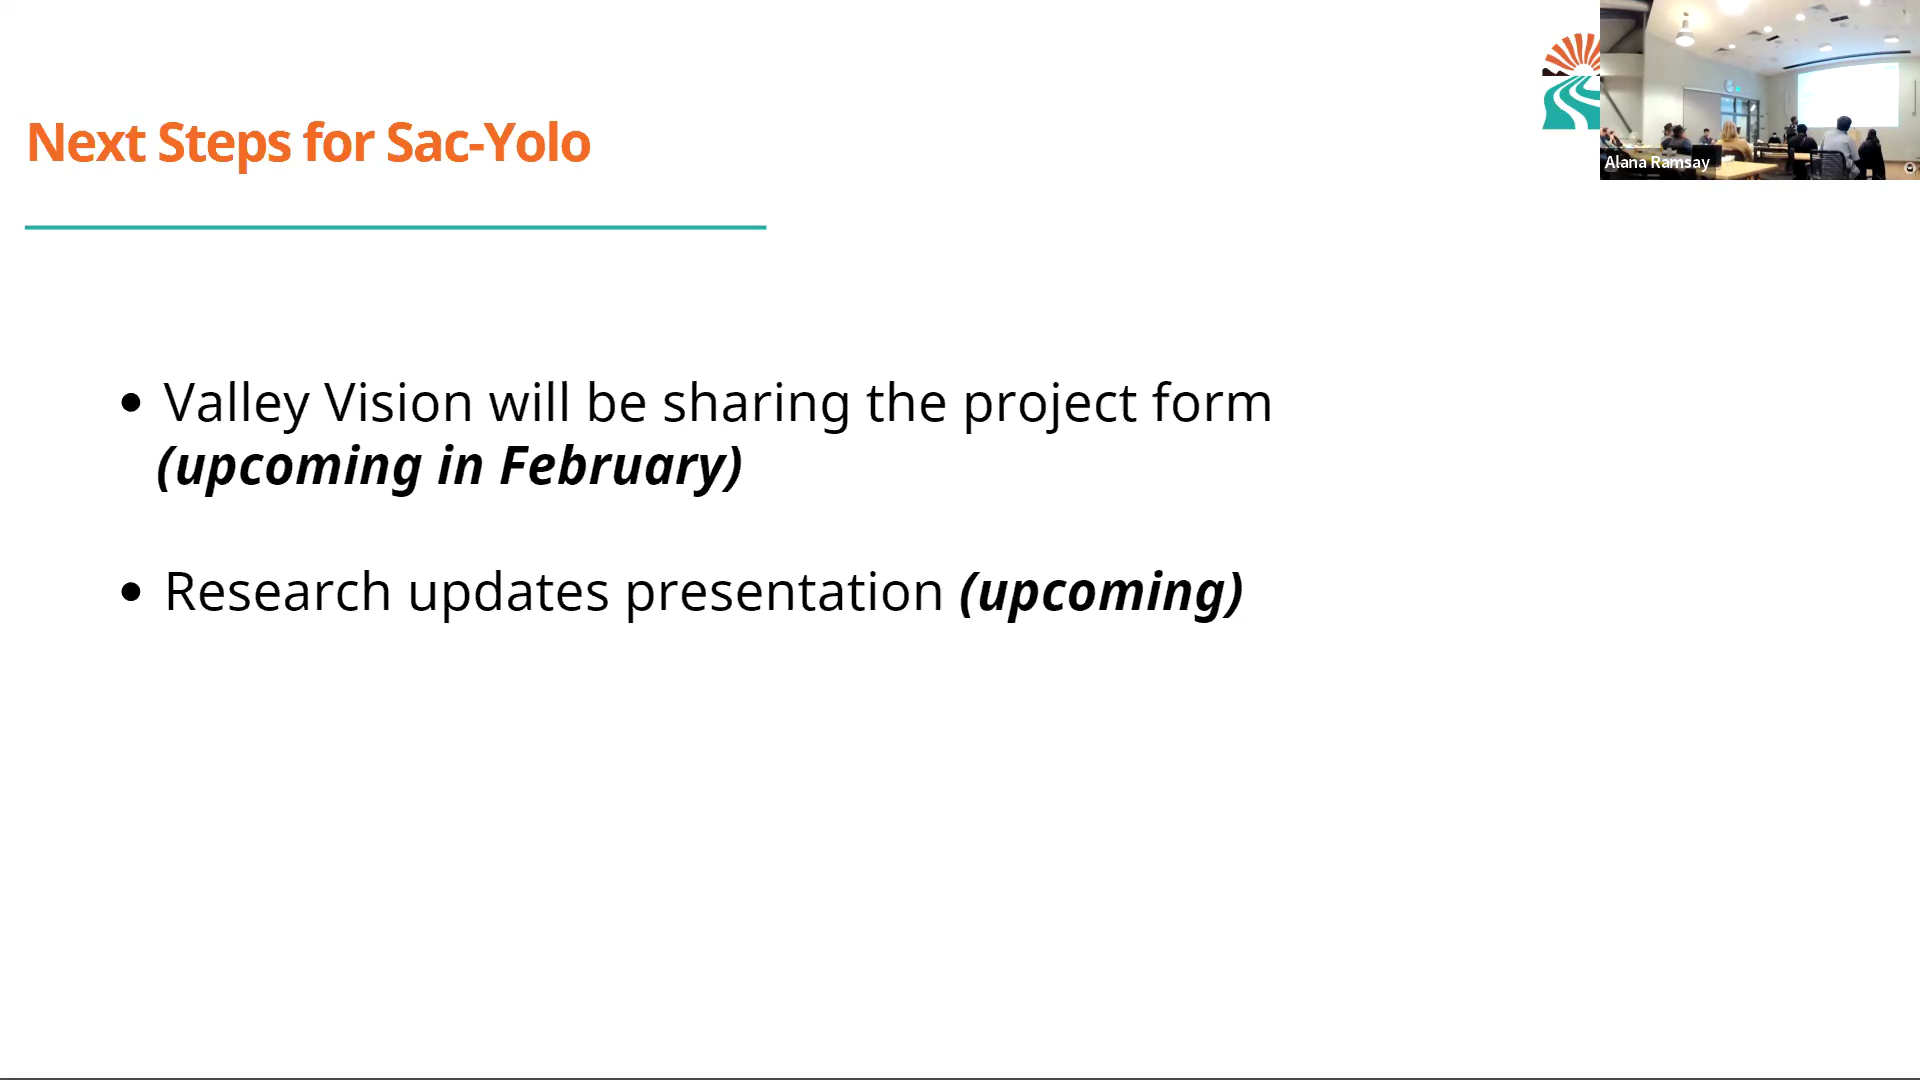 Next Steps for Sac-Yolo
Alana Ramsay
• Valley Vision will be sharing the project form
(upcoming in February)
• Research updates presentation (upcoming)